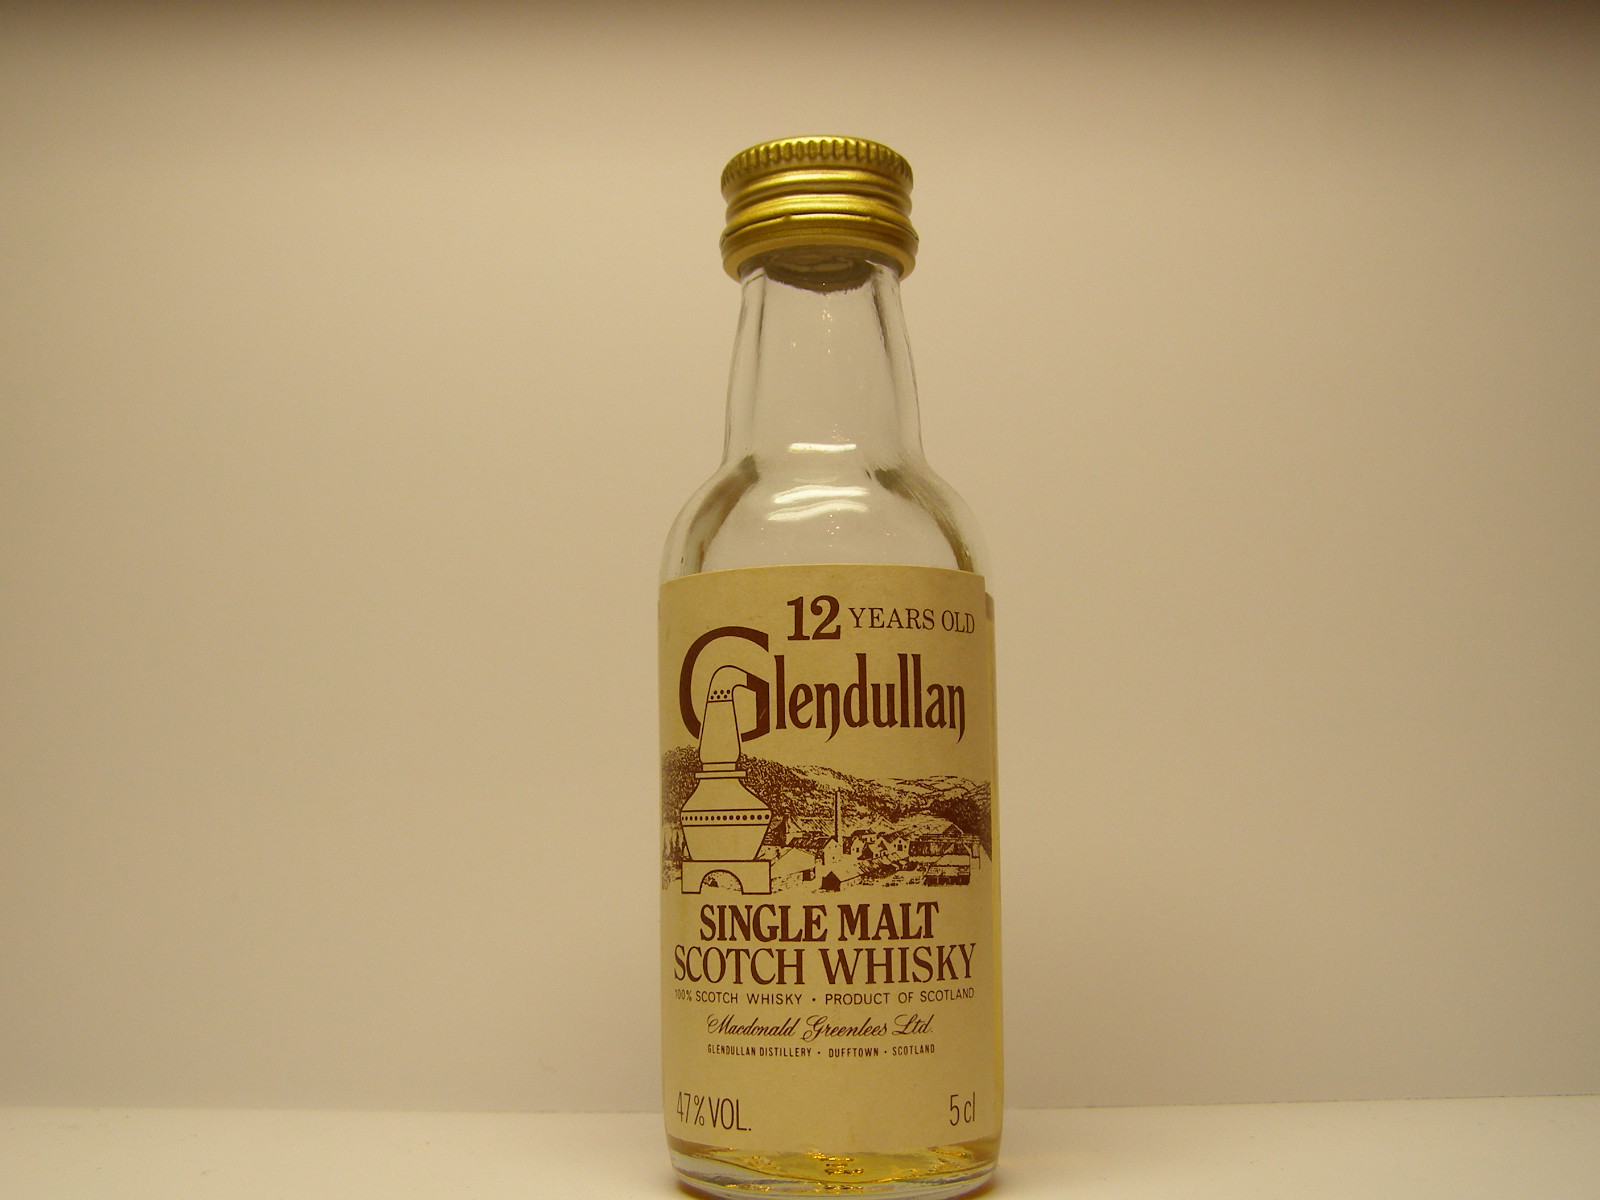 12 YEARS OLD
Glendullan
SINGLE MALT
SCOTCH WHISKY
100% SCOTCH WHISKY • PRODUCT OF SCOTLAND
Macdonald Greenlees Ltd.
GLENDULLAN DISTILLERY • DUFFTOWN • SCOTLAND
47% VOL. 5 cl